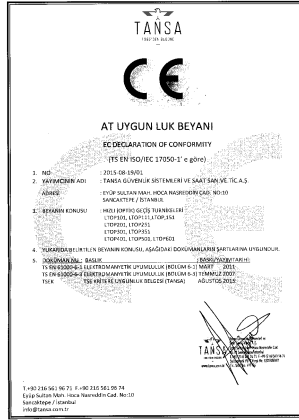 TANSA
CE
AT UYGUN LUK BEYANI
EC DECLARATION OF CONFORMITY
(TS EN ISO/IEC 17050-1' e göre)
1. NO : 2015-08-19/01
2. YAYIMCININ ADI : TANSA GÜVENLİK SİSTEMLERİ VE SAAT SAN VE TİC.A.Ş
ADRESİ : EYÜP SULTAN MAH. HOCA NASREDDİN CAD. NO:10
SANCAKTEPE / İSTANBUL
3. BEYANIN KONUSU : HIZLI (OPTİK) GEÇİŞ TURNİKELERİ
LTOP101, LTOP111,LTOP,151
LTOP201, LTOP251
LTOP301, LTOP351
LTOP401, LTOP501, LTOP601
4. YUKARIDA BELİRTİLEN BEYANIN KONUSU, AŞAĞIDAKİ DOKÜMANLARIN ŞARTLARINA UYGUNDUR.
5. DOKÜMAN NO : BAŞLIK BASKI/YAYIM TARİHİ:
TS EN 61000-6-1 ELEKTROMANYETİK UYUMLULUK (BÖLÜM 6-1) MART 2011
TS EN 61000-6-3 ELEKTROMANYETİK UYUMLULUK (BÖLÜM 6-3) TEMMUZ 2007
TSEK TSE KRİTERE UYGUNLUK BELGESİ (TANSA) AĞUSTOS 2015
TANSA
T.+90 216 561 96 71 F.+90 216 561 96 74
Eyüp Sultan Mah. Hoca Nasreddin Cad. No:10
Sancaktepe / İstanbul
info@tansa.com.tr